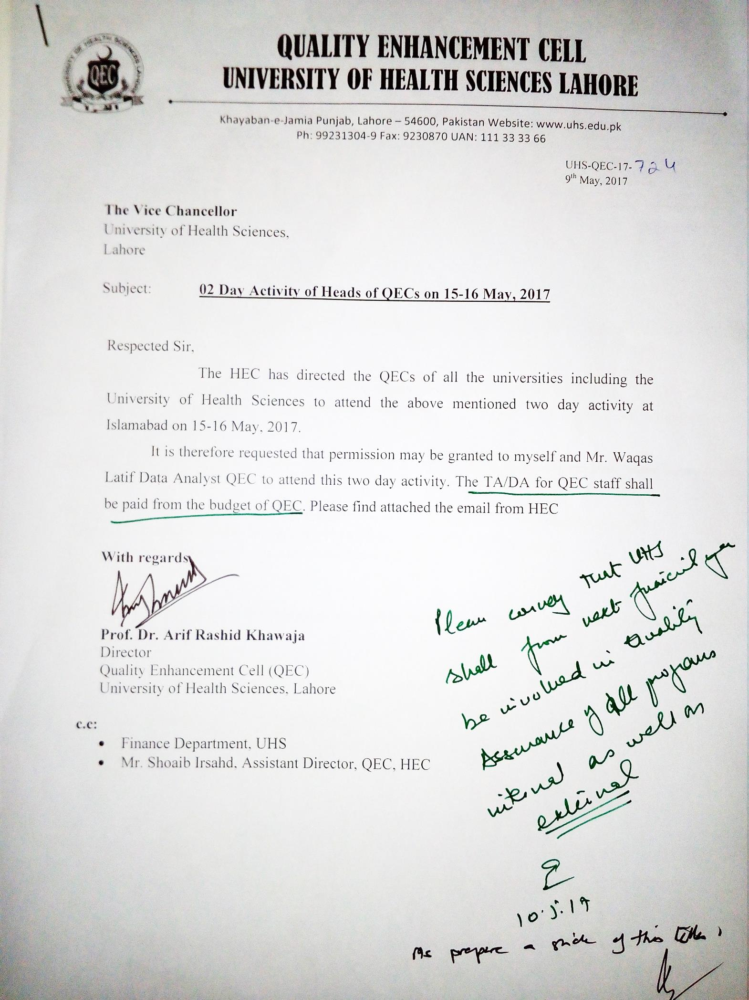 UNIVERSITY OF HEALTH SCIENCES LAHORE
QEC
QUALITY ENHANCEMENT CELL
UNIVERSITY OF HEALTH SCIENCES LAHORE
Khayaban-e-Jamia Punjab, Lahore – 54600, Pakistan Website: www.uhs.edu.pk
Ph: 99231304-9 Fax: 9230870 UAN: 111 33 33 66
UHS-QEC-17-724
9th May, 2017
The Vice Chancellor
University of Health Sciences,
Lahore
Subject: 02 Day Activity of Heads of QECs on 15-16 May, 2017
Respected Sir,
The HEC has directed the QECs of all the universities including the
University of Health Sciences to attend the above mentioned two day activity at
Islamabad on 15-16 May, 2017.
It is therefore requested that permission may be granted to myself and Mr. Waqas
Latif Data Analyst QEC to attend this two day activity. The TA/DA for QEC staff shall
be paid from the budget of QEC. Please find attached the email from HEC
With regards
Prof. Dr. Arif Rashid Khawaja
Director
Quality Enhancement Cell (QEC)
University of Health Sciences, Lahore
c.c:
• Finance Department, UHS
• Mr. Shoaib Irsahd, Assistant Director, QEC, HEC
Please convey that UHS
shall from next financial year
be involved in Quality
Assurance of all programs
internal as well as
external
10.5.17
prepare a slide of this letter